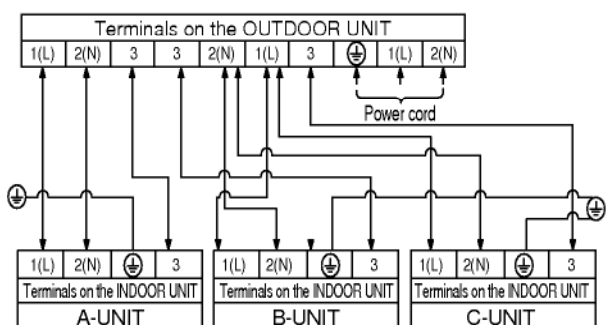 Terminals on the OUTDOOR UNIT
1(L) 2(N) 3 3 2(N) 1(L) 3 1(L) 2(N)
Power cord
1(L) 2(N) 3 1(L) 2(N) 3 1(L) 2(N) 3
Terminals on the INDOOR UNIT Terminals on the INDOOR UNIT Terminals on the INDOOR UNIT
A-UNIT B-UNIT C-UNIT